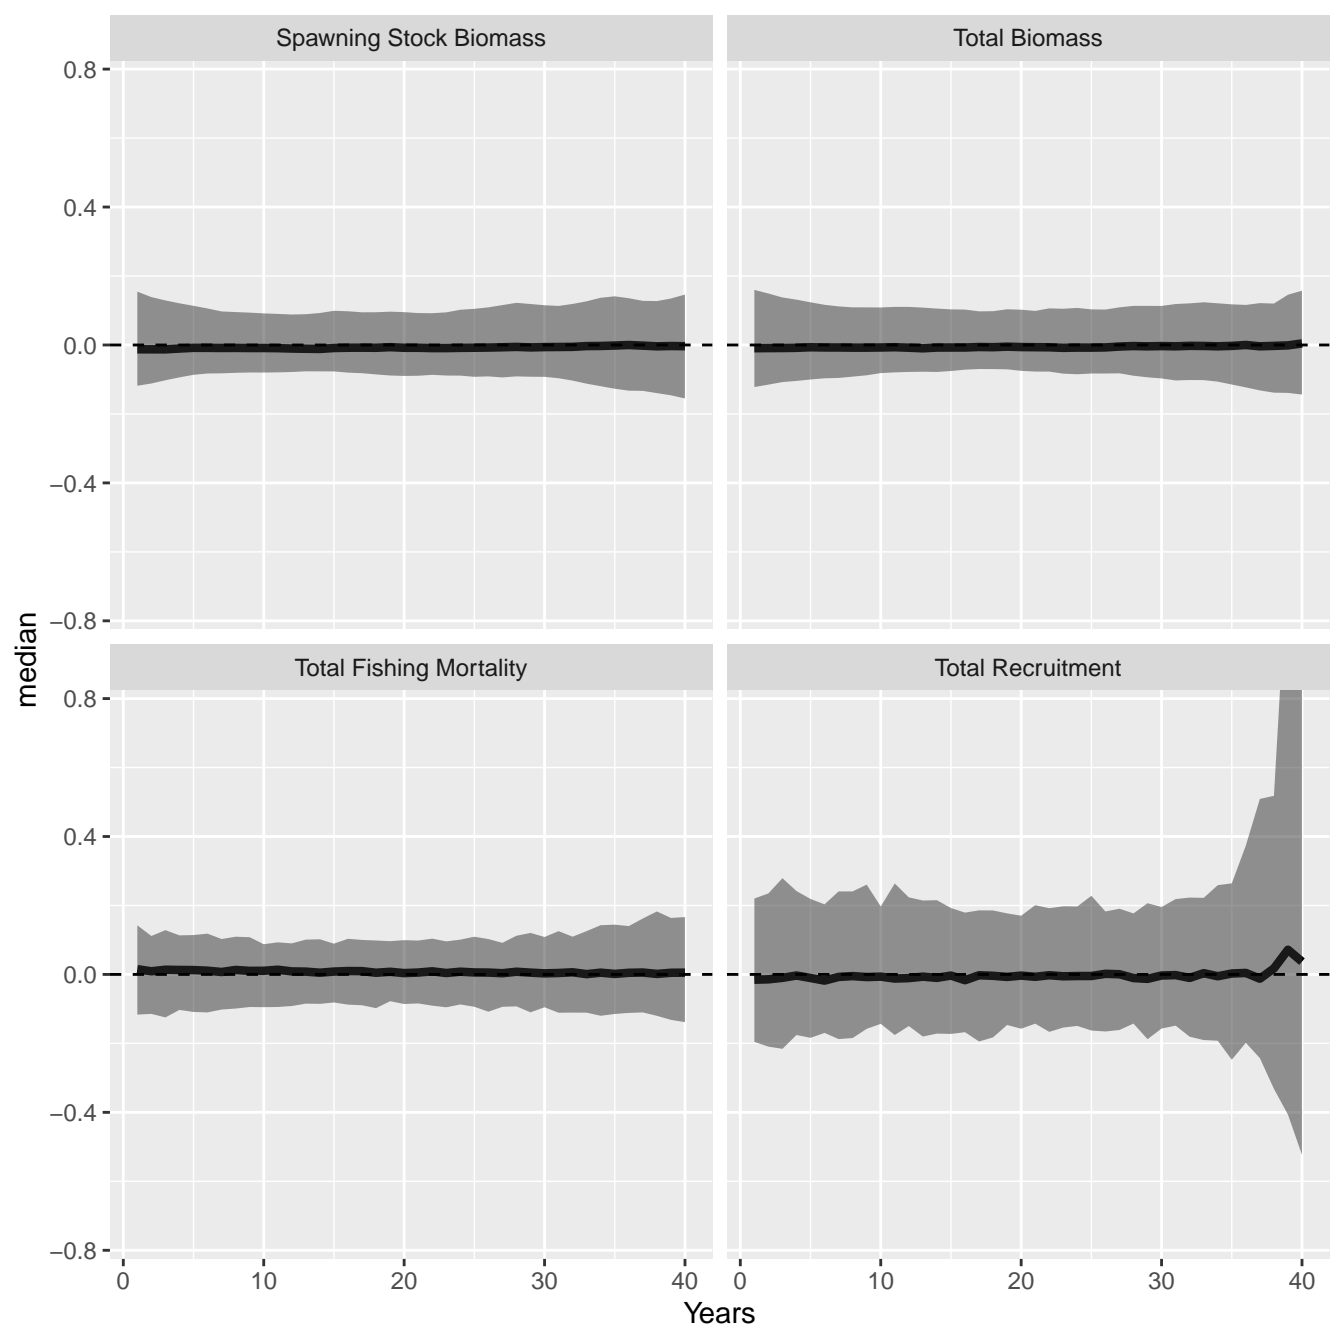 Spawning Stock Biomass
Total Biomass
0.8
0.4
0.0
−0.4
−0.8
median
Total Fishing Mortality
Total Recruitment
0.8
0.4
0.0
−0.4
−0.8
0 10 20 30 40
0 10 20 30 40
Years